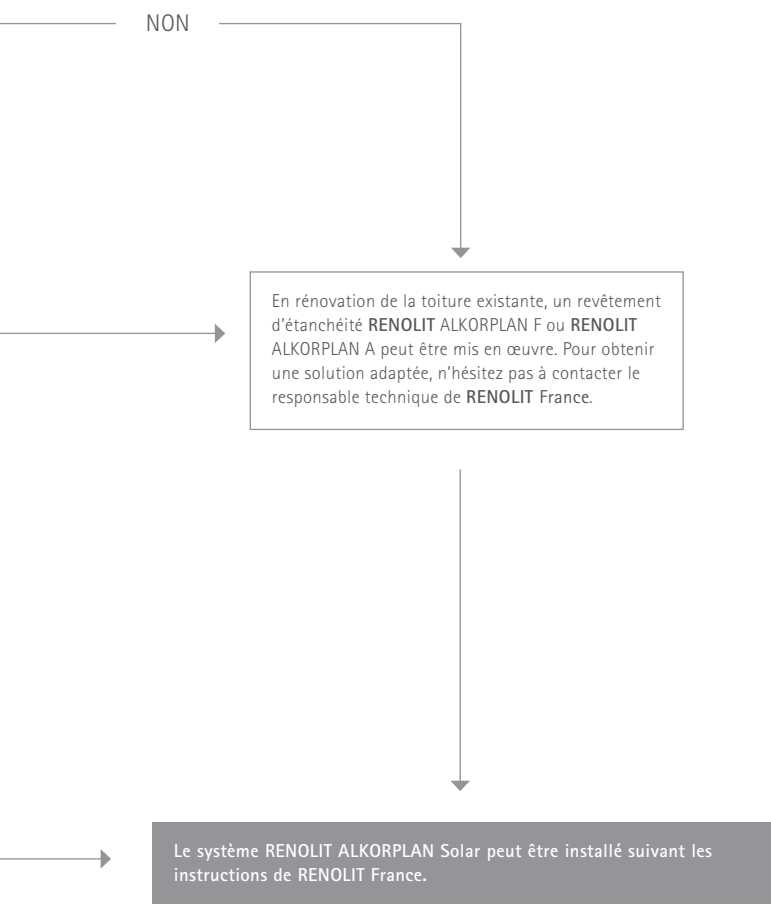 NON
En rénovation de la toiture existante, un revêtement
d'étanchéité RENOLIT ALKORPLAN F ou RENOLIT
ALKORPLAN A peut être mis en œuvre. Pour obtenir
une solution adaptée, n'hésitez pas à contacter le
responsable technique de RENOLIT France.
Le système RENOLIT ALKORPLAN Solar peut être installé suivant les
instructions de RENOLIT France.